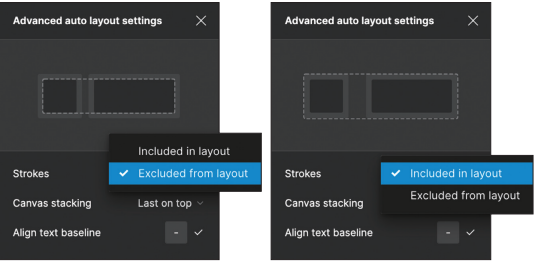 Advanced auto layout settings
Included in layout
Strokes
Excluded from layout
Canvas stacking
Last on top
Align text baseline
-
Advanced auto layout settings
Strokes
Included in layout
Canvas stacking
Excluded from layout
Align text baseline
-